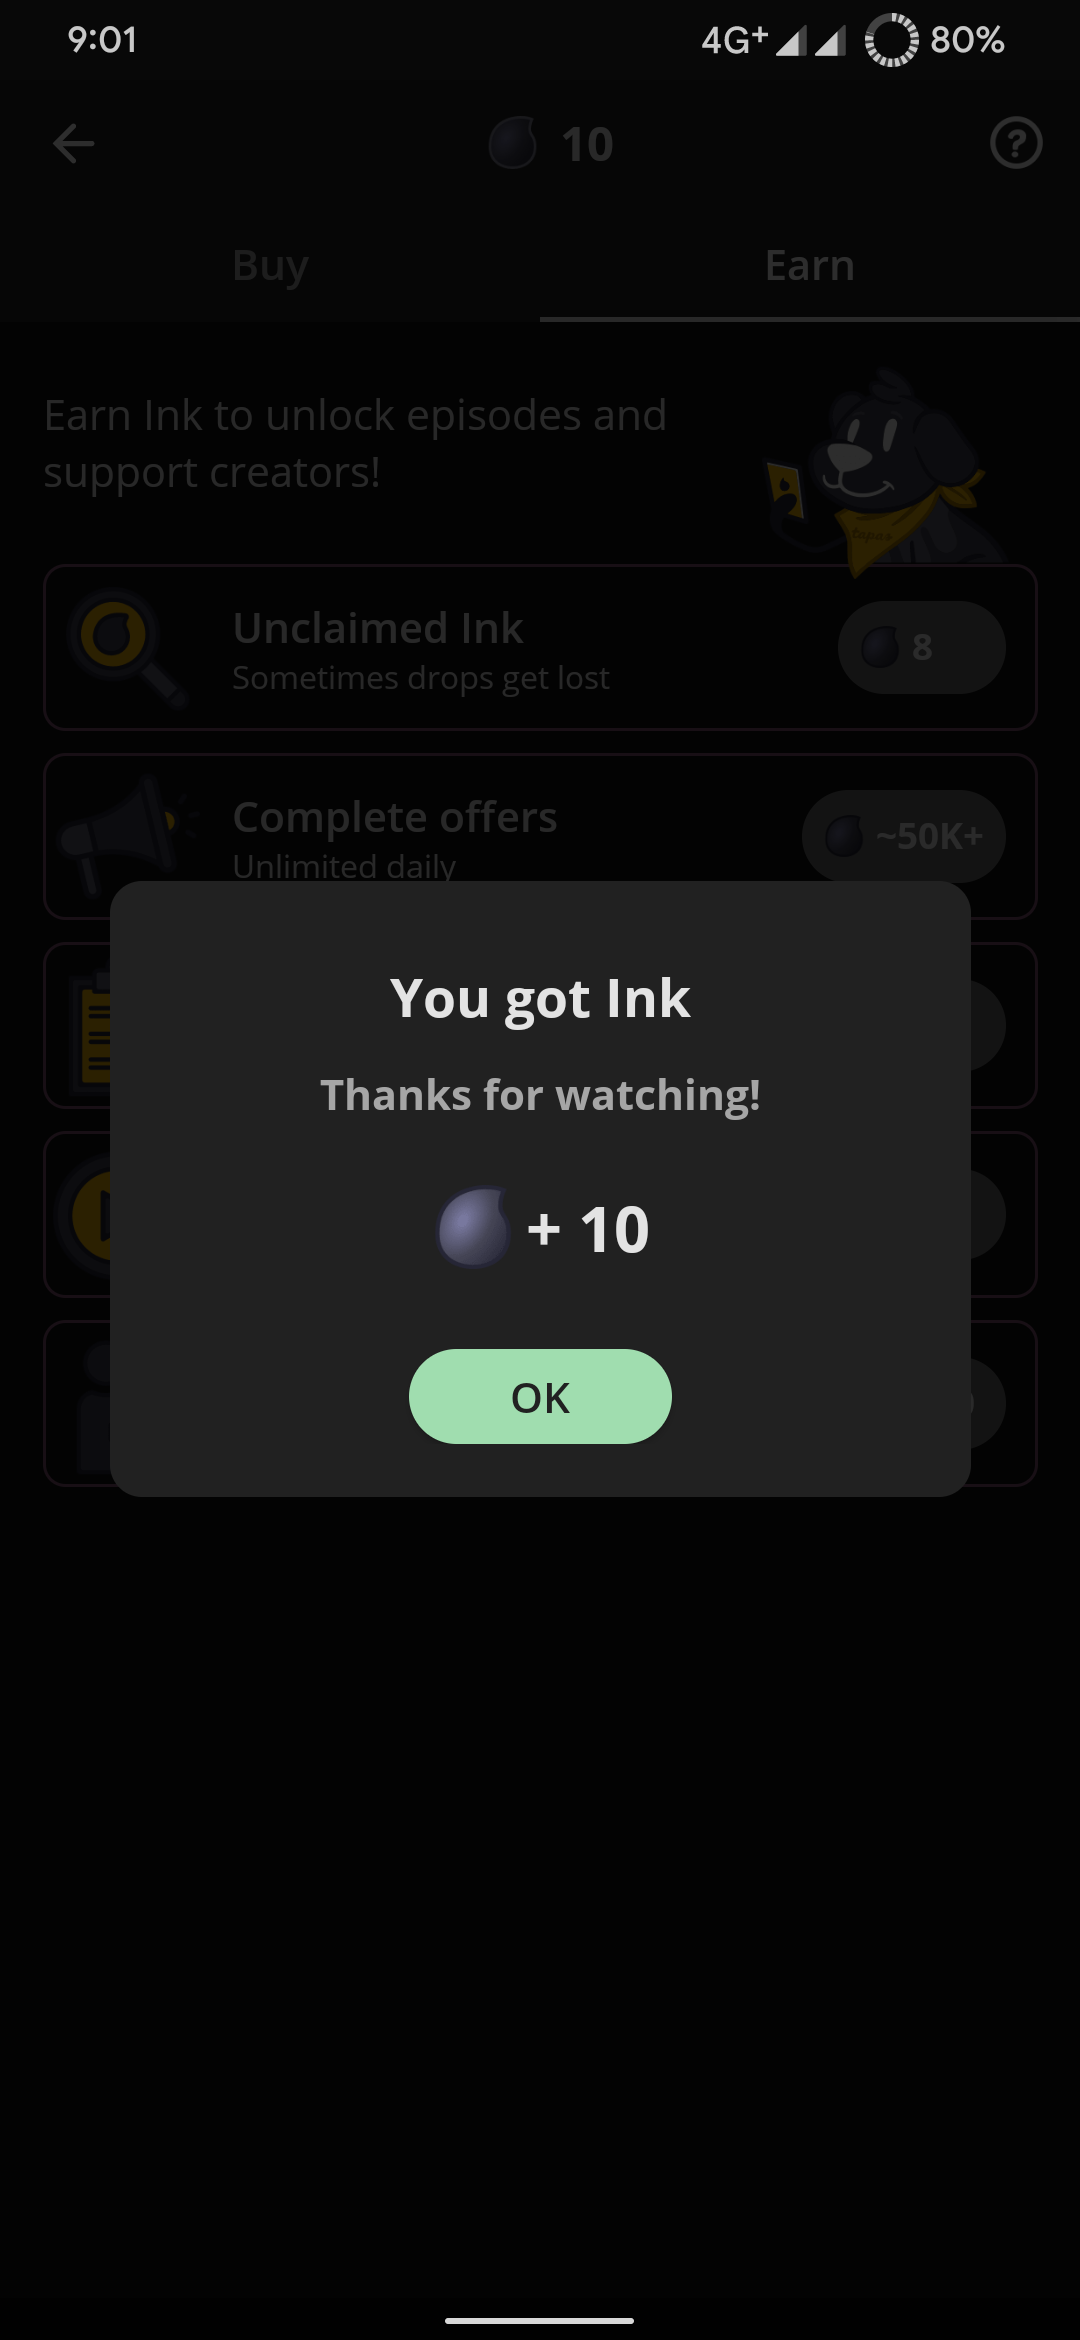 9:01 4G+ 80%
10
Buy Earn
Earn Ink to unlock episodes and
support creators!
tapas
Unclaimed Ink
Sometimes drops get lost
8
Complete offers
Unlimited daily
~50K+
You got Ink
Thanks for watching!
+ 10
OK